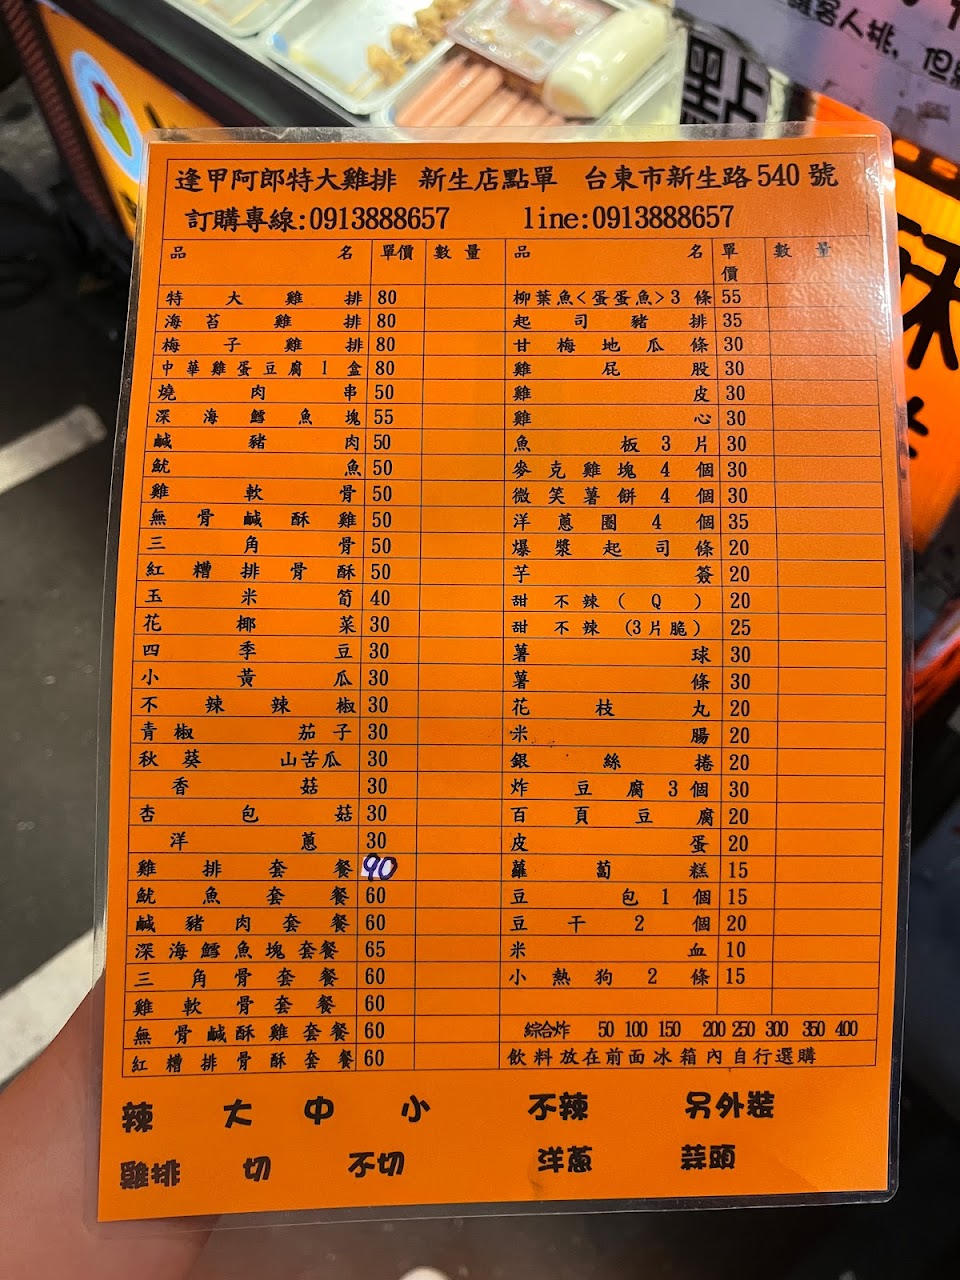 讓客人排，但
點
逢甲阿郎特大雞排 新生店點單 台東市新生路540號
訂購專線:0913888657 line:0913888657
品名 單價 數量 品名 單價 數量
特大雞排 80 柳葉魚<蛋蛋魚>3條 55
海苔雞排 80 起司豬排 35
梅子雞排 80 甘梅地瓜條 30
中華雞蛋豆腐1盒 80 雞屁股 30
燒肉串 50 雞皮 30
深海鱈魚塊 55 雞心 30
鹹豬肉 50 魚板3片 30
魷魚 50 麥克雞塊4個 30
雞軟骨 50 微笑薯餅4個 30
無骨鹹酥雞 50 洋蔥圈4個 35
三角骨 50 爆漿起司條 20
紅糟排骨酥 50 芋簽 20
玉米筍 40 甜不辣(Q) 20
花椰菜 30 甜不辣(3片脆) 25
四季豆 30 薯球 30
小黃瓜 30 薯條 30
不辣辣椒 30 花枝丸 20
青椒 茄子 30 米腸 20
秋葵 山苦瓜 30 銀絲捲 20
香菇 30 炸豆腐3個 30
杏包菇 30 百頁豆腐 20
洋蔥 30 皮蛋 20
雞排套餐 90 蘿蔔糕 15
魷魚套餐 60 豆包1個 15
鹹豬肉套餐 60 豆干2個 20
深海鱈魚塊套餐 65 米血 10
三角骨套餐 60 小熱狗2條 15
雞軟骨套餐 60
無骨鹹酥雞套餐 60 綜合炸 50 100 150 200 250 300 350 400
紅糟排骨酥套餐 60 飲料放在前面冰箱內自行選購
辣 大 中 小 不辣 另外裝
雞排 切 不切 洋蔥 蒜頭